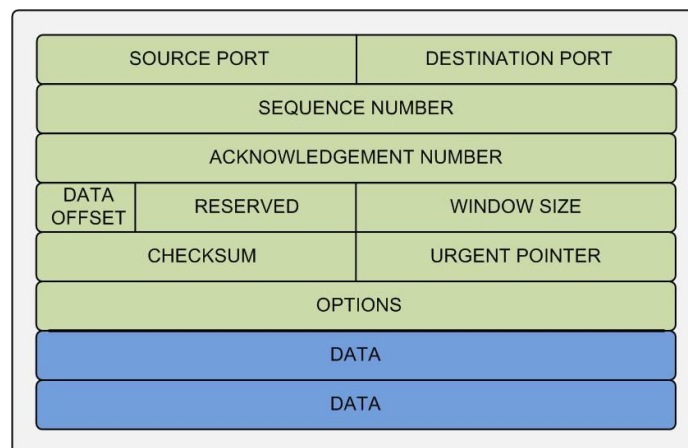 SOURCE PORT
DESTINATION PORT
SEQUENCE NUMBER
ACKNOWLEDGEMENT NUMBER
DATA
OFFSET
RESERVED
WINDOW SIZE
CHECKSUM
URGENT POINTER
OPTIONS
DATA
DATA